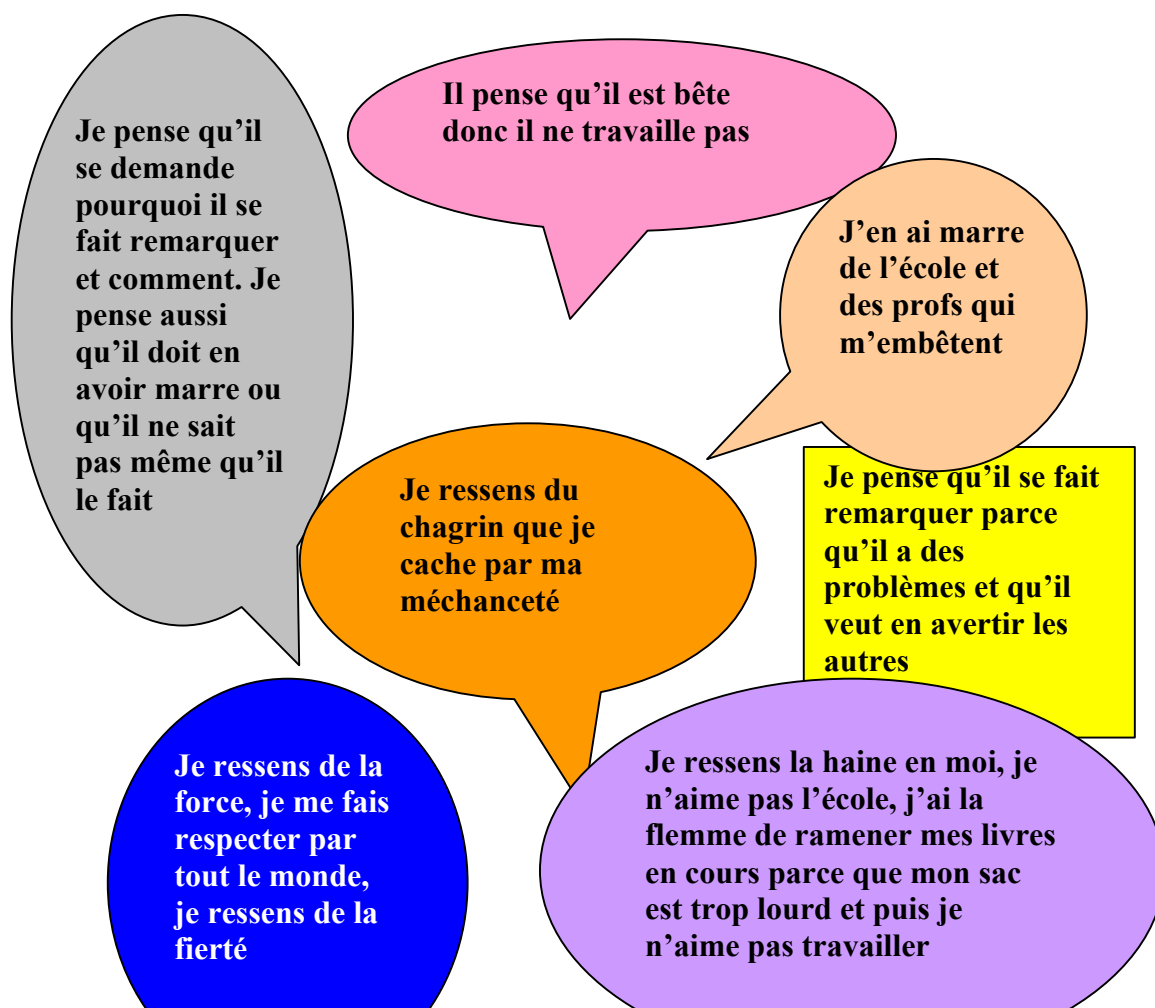 Je pense qu’il
se demande
pourquoi il se
fait remarquer
et comment. Je
pense aussi
qu’il doit en
avoir marre ou
qu’il ne sait
pas même qu’il
le fait
Il pense qu’il est bête
donc il ne travaille pas
J’en ai marre
de l’école et
des profs qui
m’embêtent
Je ressens du
chagrin que je
cache par ma
méchanceté
Je pense qu’il se fait
remarquer parce
qu’il a des
problèmes et qu’il
veut en avertir les
autres
Je ressens de la
force, je me fais
respecter par
tout le monde,
je ressens de la
fierté
Je ressens la haine en moi, je
n’aime pas l’école, j’ai la
flemme de ramener mes livres
en cours parce que mon sac
est trop lourd et puis je
n’aime pas travailler